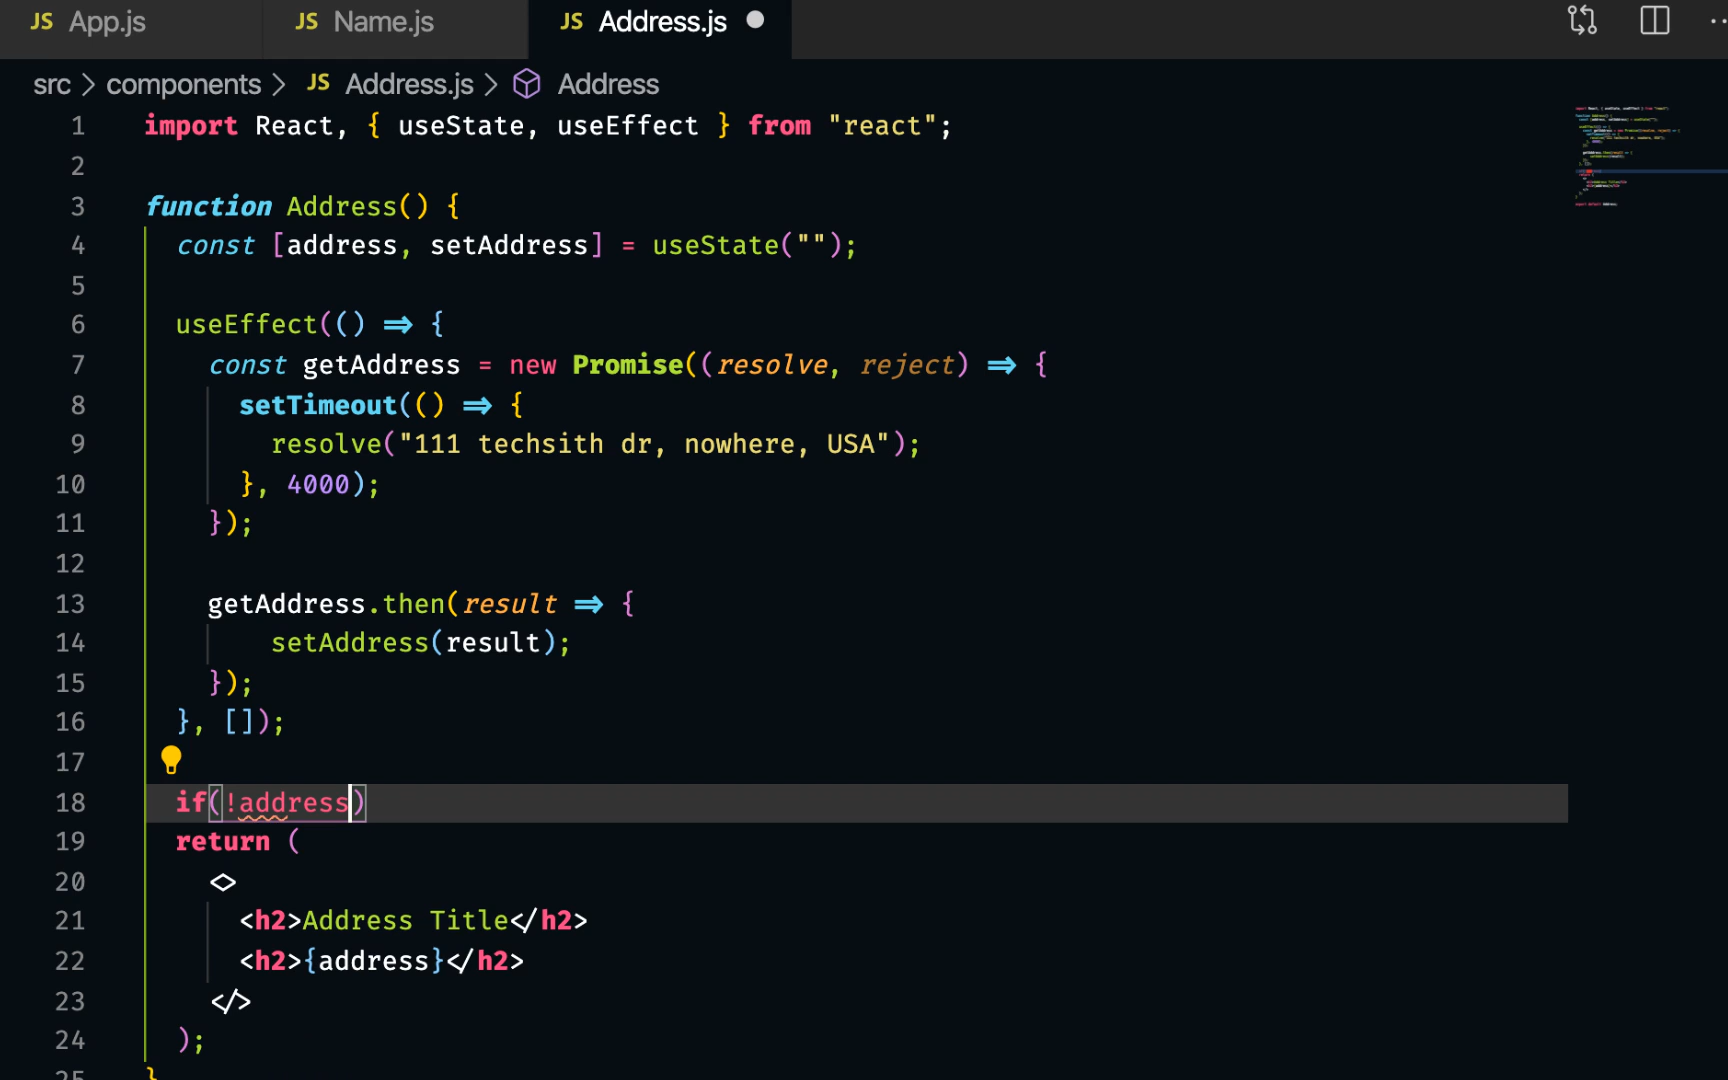 JS App.js JS Name.js JS Address.js
src > components > JS Address.js > Address
1 import React, { useState, useEffect } from "react";
2
3 function Address() {
4 const [address, setAddress] = useState("");
5
6 useEffect(() => {
7 const getAddress = new Promise((resolve, reject) => {
8 setTimeout(() => {
9 resolve("111 techsith dr, nowhere, USA");
10 }, 4000);
11 });
12
13 getAddress.then(result => {
14 setAddress(result);
15 });
16 }, []);
17
18 if(!address)
19 return (
20 <>
21 <h2>Address Title</h2>
22 <h2>{address}</h2>
23 </>
24 );
25 }